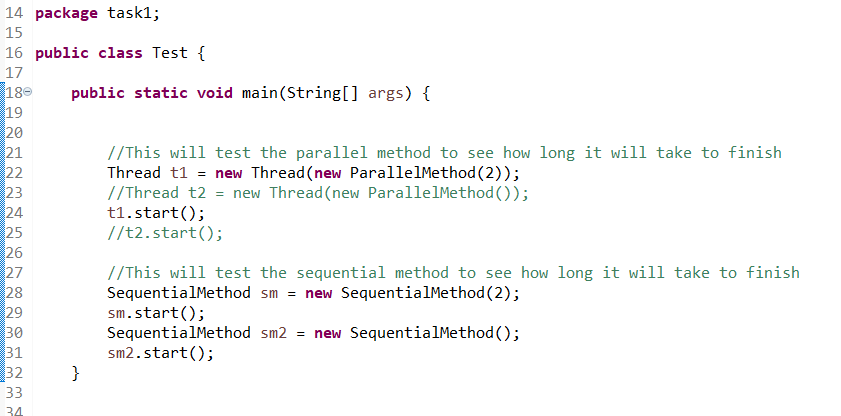 14 package task1;
15
16 public class Test {
17
18 public static void main(String[] args) {
19
20
21 //This will test the parallel method to see how long it will take to finish
22 Thread t1 = new Thread(new ParallelMethod(2));
23 //Thread t2 = new Thread(new ParallelMethod());
24 t1.start();
25 //t2.start();
26
27 //This will test the sequential method to see how long it will take to finish
28 SequentialMethod sm = new SequentialMethod(2);
29 sm.start();
30 SequentialMethod sm2 = new SequentialMethod();
31 sm2.start();
32 }
33
34